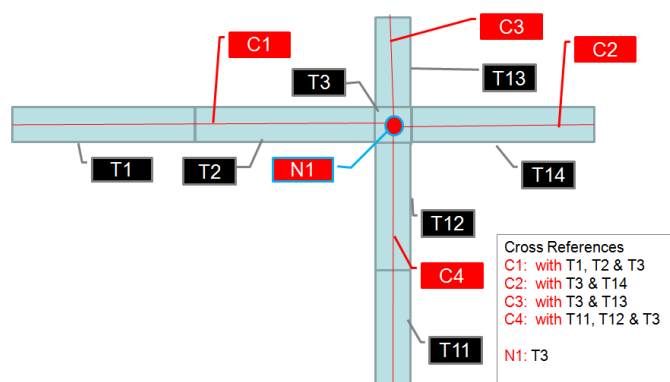 C3
C1
C2
T3
T13
T1
T2
N1
T14
T12
C4
T11
Cross References
C1: with T1, T2 & T3
C2: with T3 & T14
C3: with T3 & T13
C4: with T11, T12 & T3
N1: T3